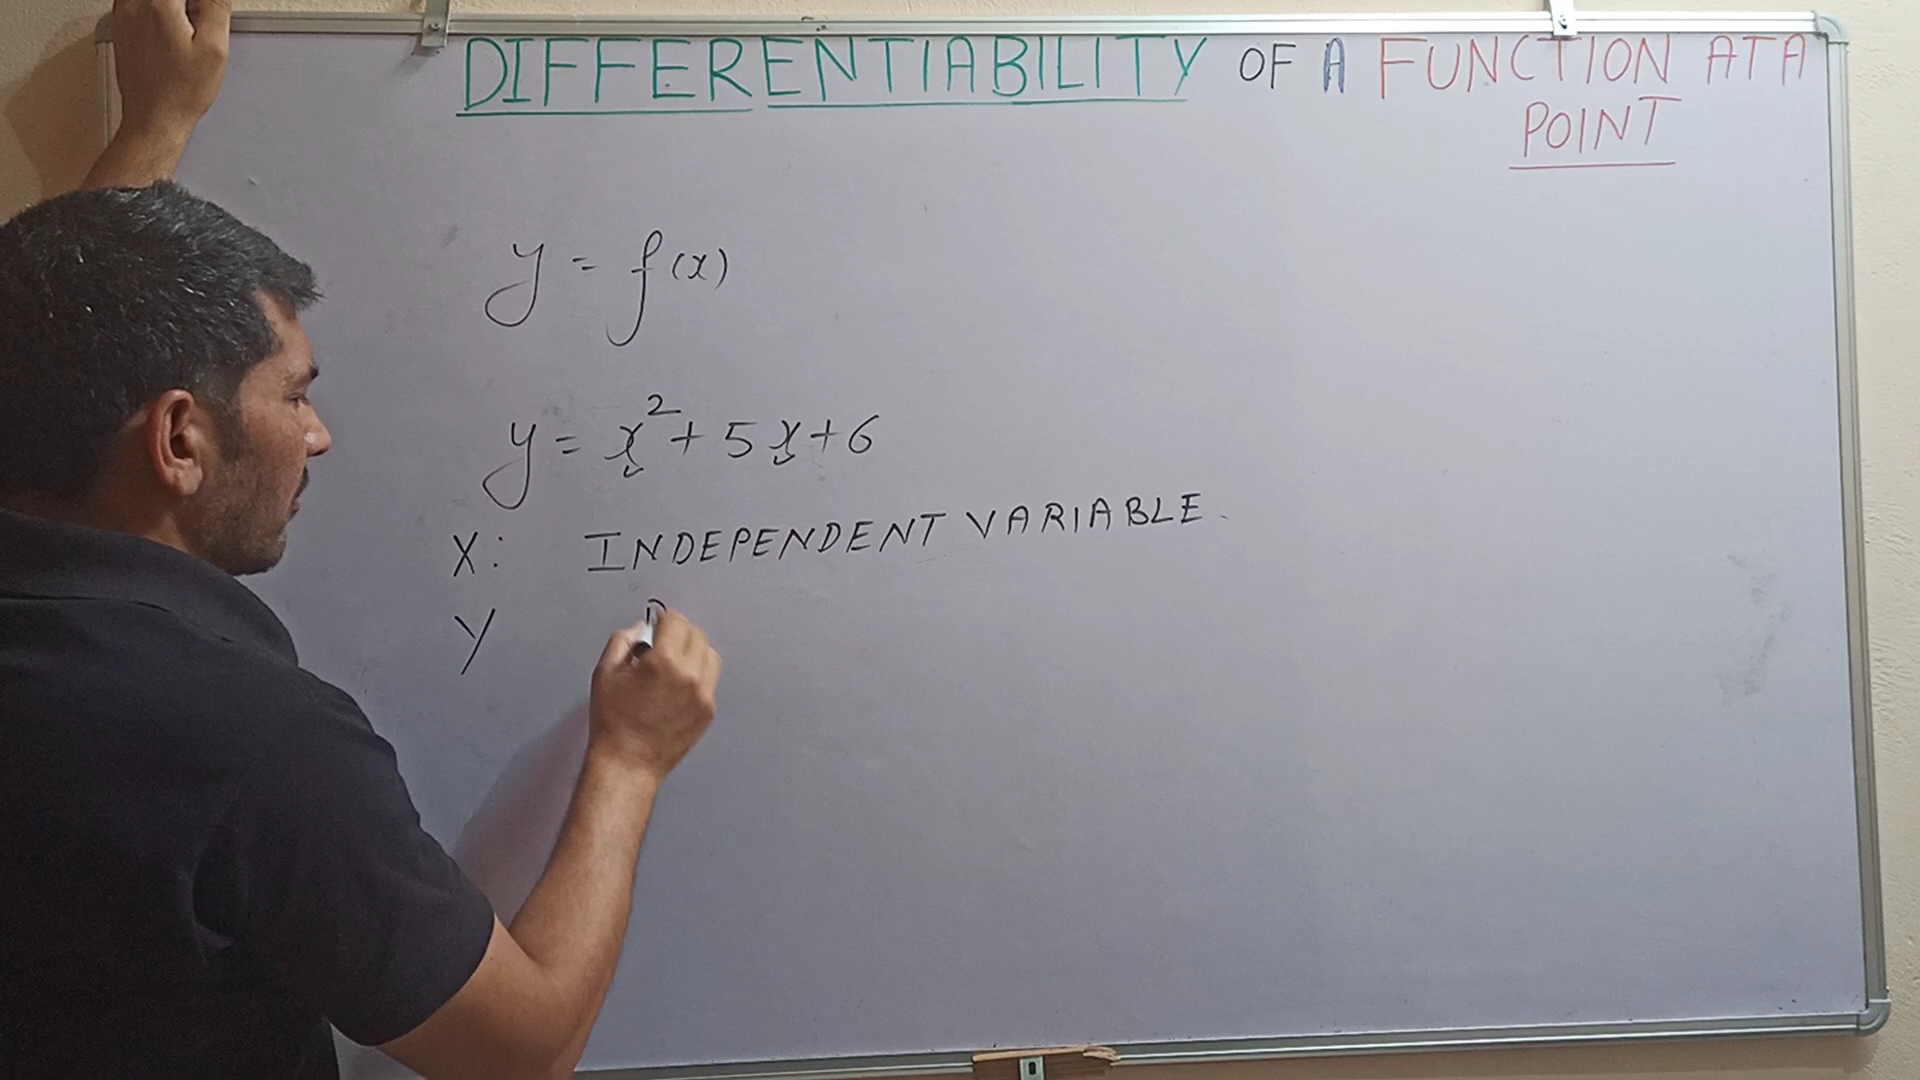 DIFFERENTIABILITY OF A FUNCTION AT A
POINT
y = f(x)
y = x² + 5x + 6
X: INDEPENDENT VARIABLE.
Y D